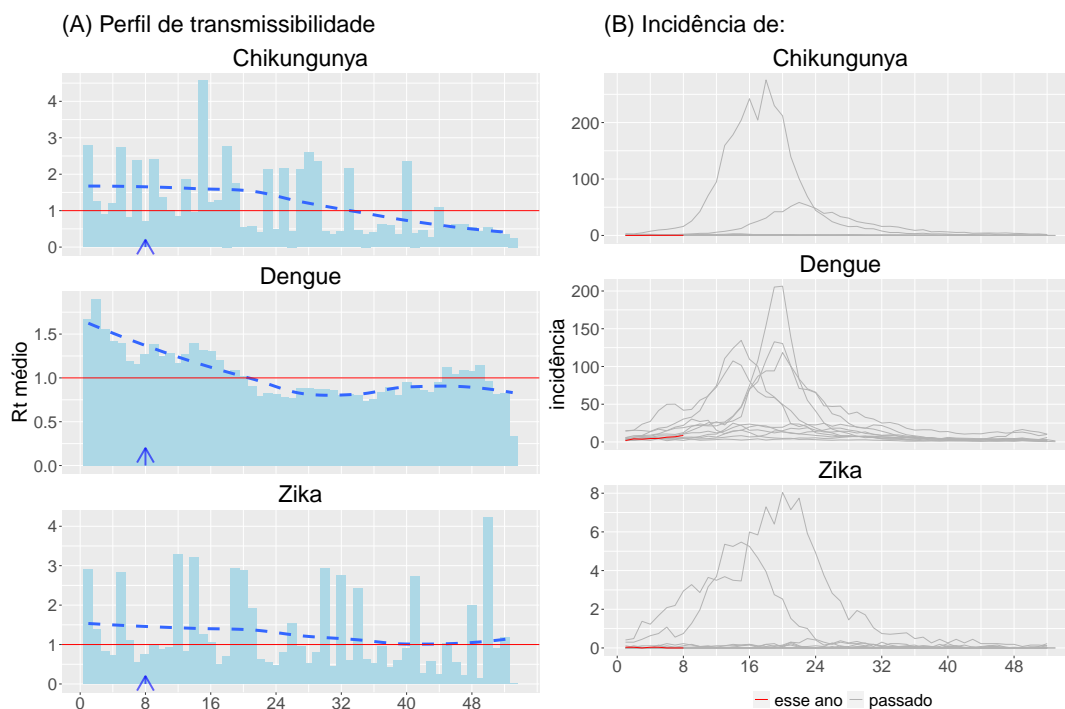 (A) Perfil de transmissibilidade
Chikungunya
4
3
2
1
0
Dengue
1.5
1.0
0.5
0.0
Rt médio
Zika
4
3
2
1
0
0 8 16 24 32 40 48
(B) Incidência de:
Chikungunya
200
100
0
Dengue
200
150
100
50
0
incidência
Zika
8
6
4
2
0
0 8 16 24 32 40 48
esse ano passado